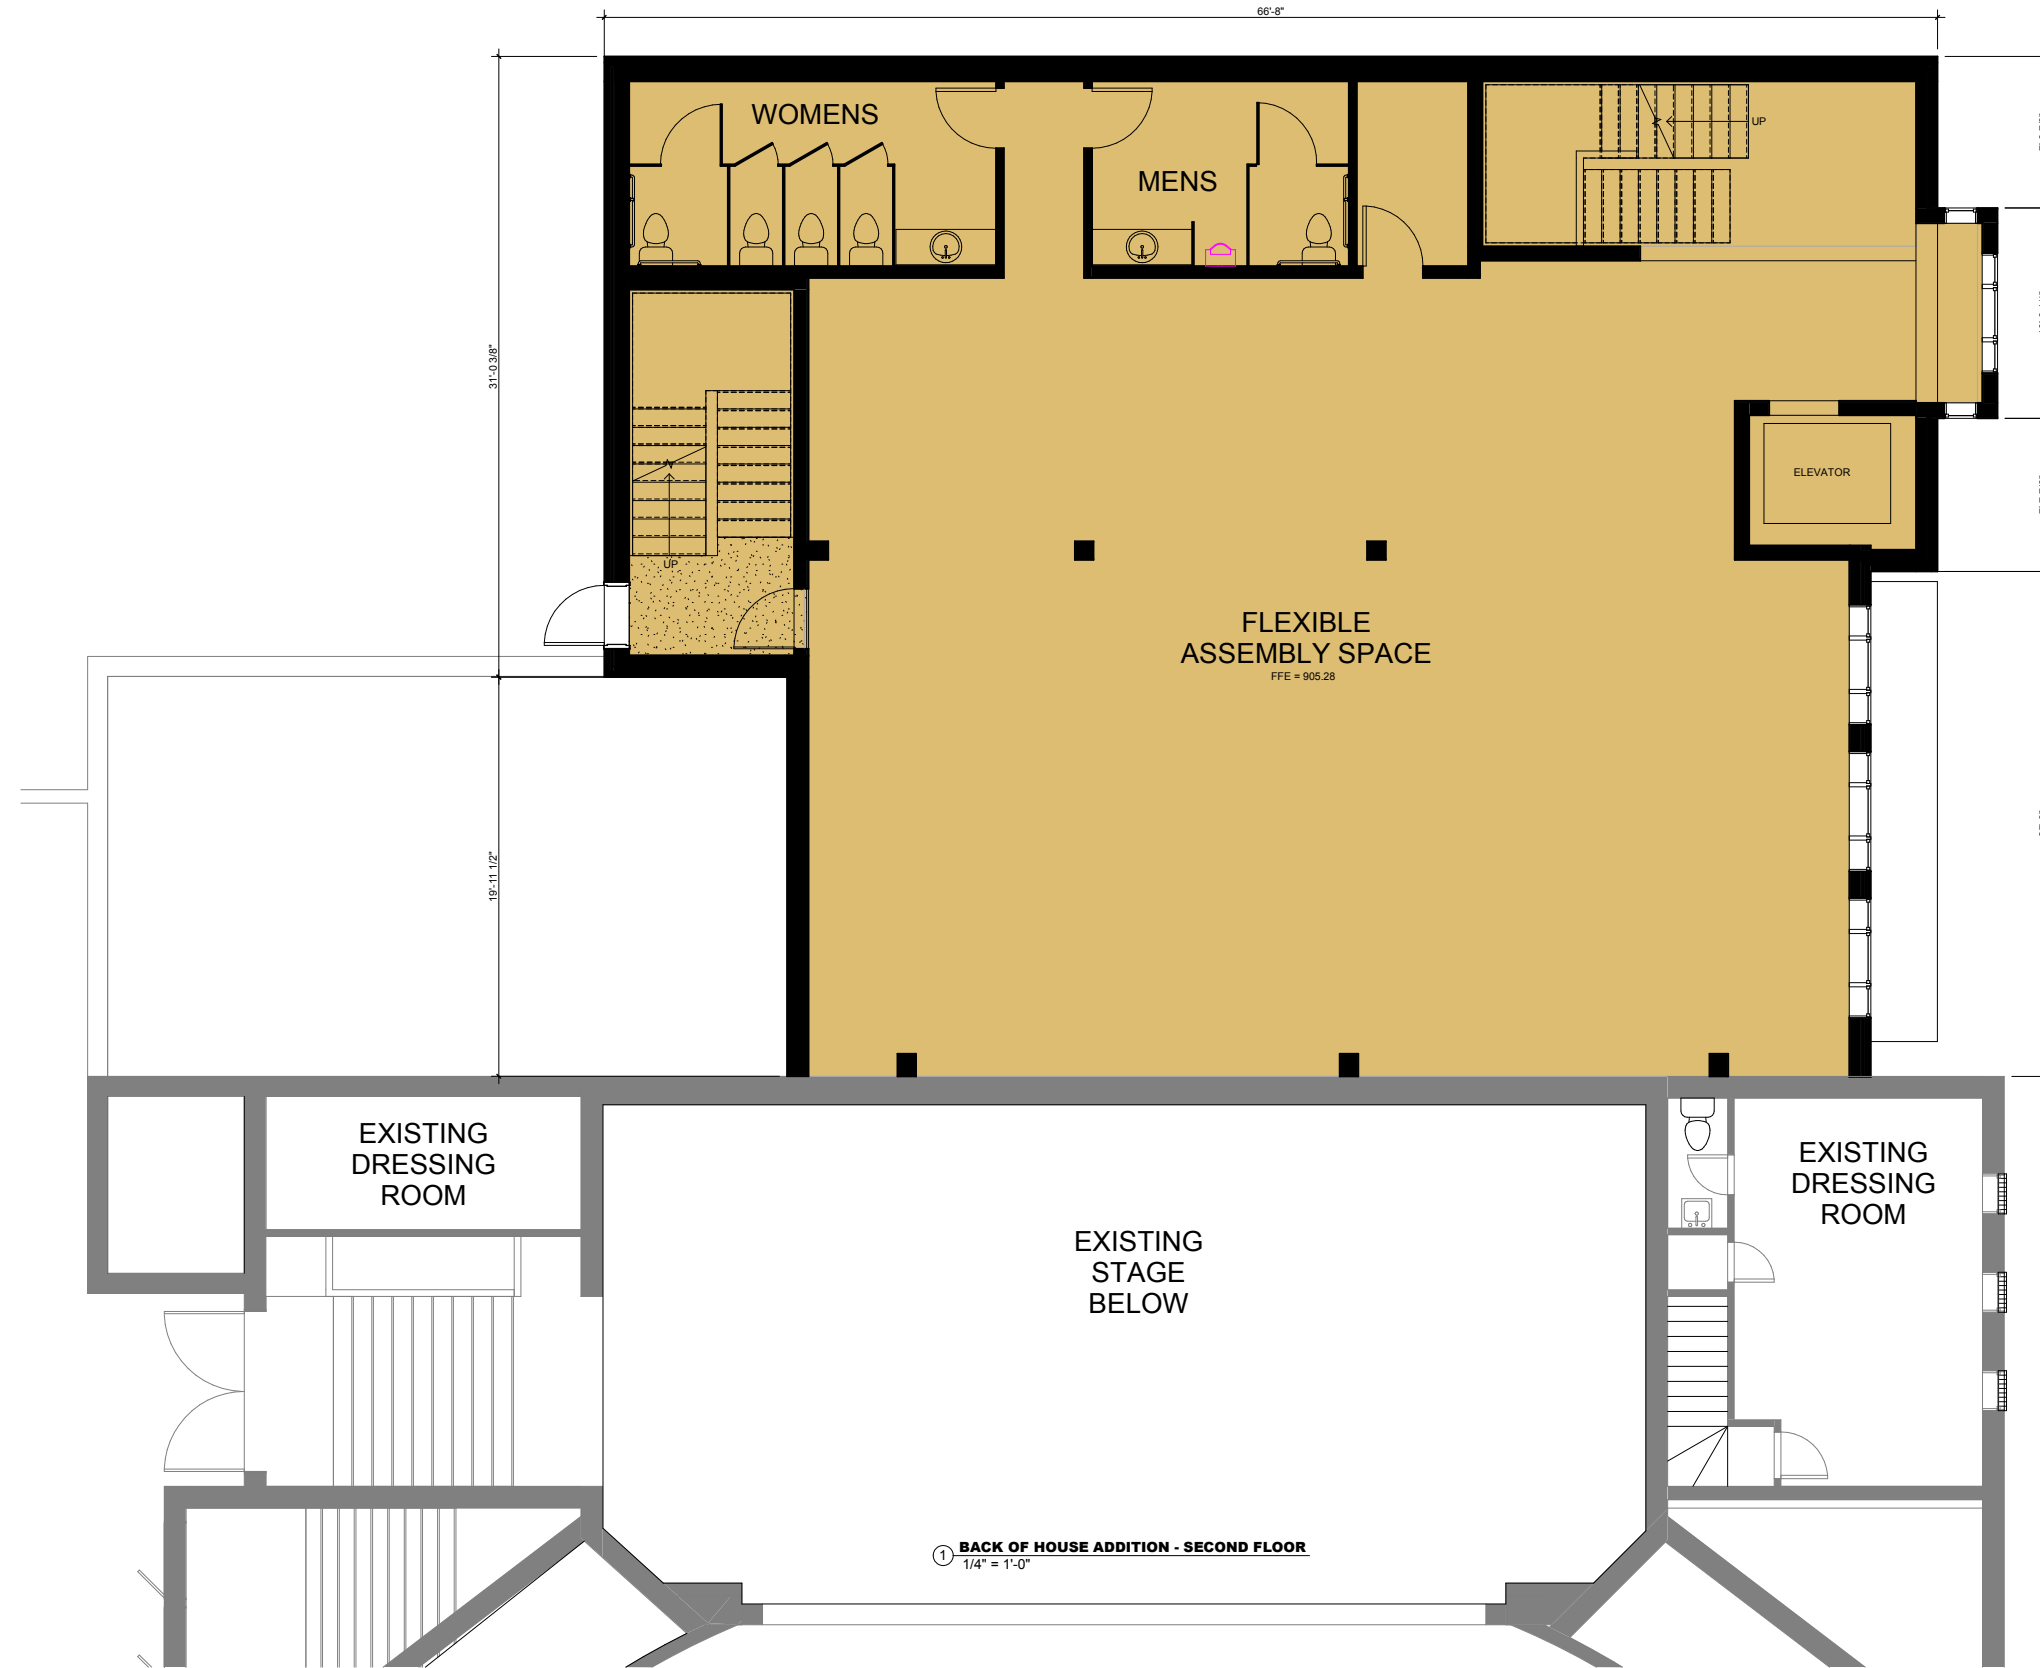 66'-8"
WOMENS
UP
MENS
31'-0 3/8"
ELEVATOR
UP
FLEXIBLE
ASSEMBLY SPACE
FFE = 905.28
19'-11 1/2"
EXISTING
DRESSING
ROOM
EXISTING
DRESSING
ROOM
EXISTING
STAGE
BELOW
1
BACK OF HOUSE ADDITION - SECOND FLOOR
1/4" = 1'-0"